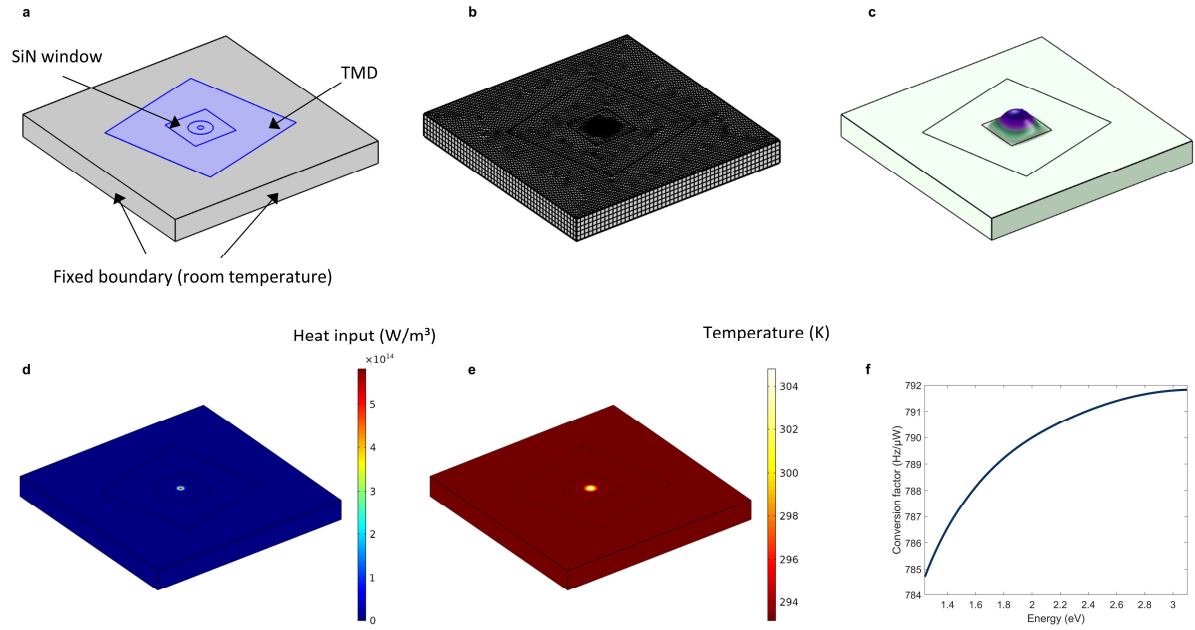 a
b
c
SiN window
TMD
Fixed boundary (room temperature)
Heat input (W/m³)
Temperature (K)
d
×10¹⁴
5
4
3
2
1
0
e
304
302
300
298
296
294
f
792
791
790
789
788
787
786
785
784
Conversion factor (Hz/μW)
1.4 1.6 1.8 2 2.2 2.4 2.6 2.8 3
Energy (eV)